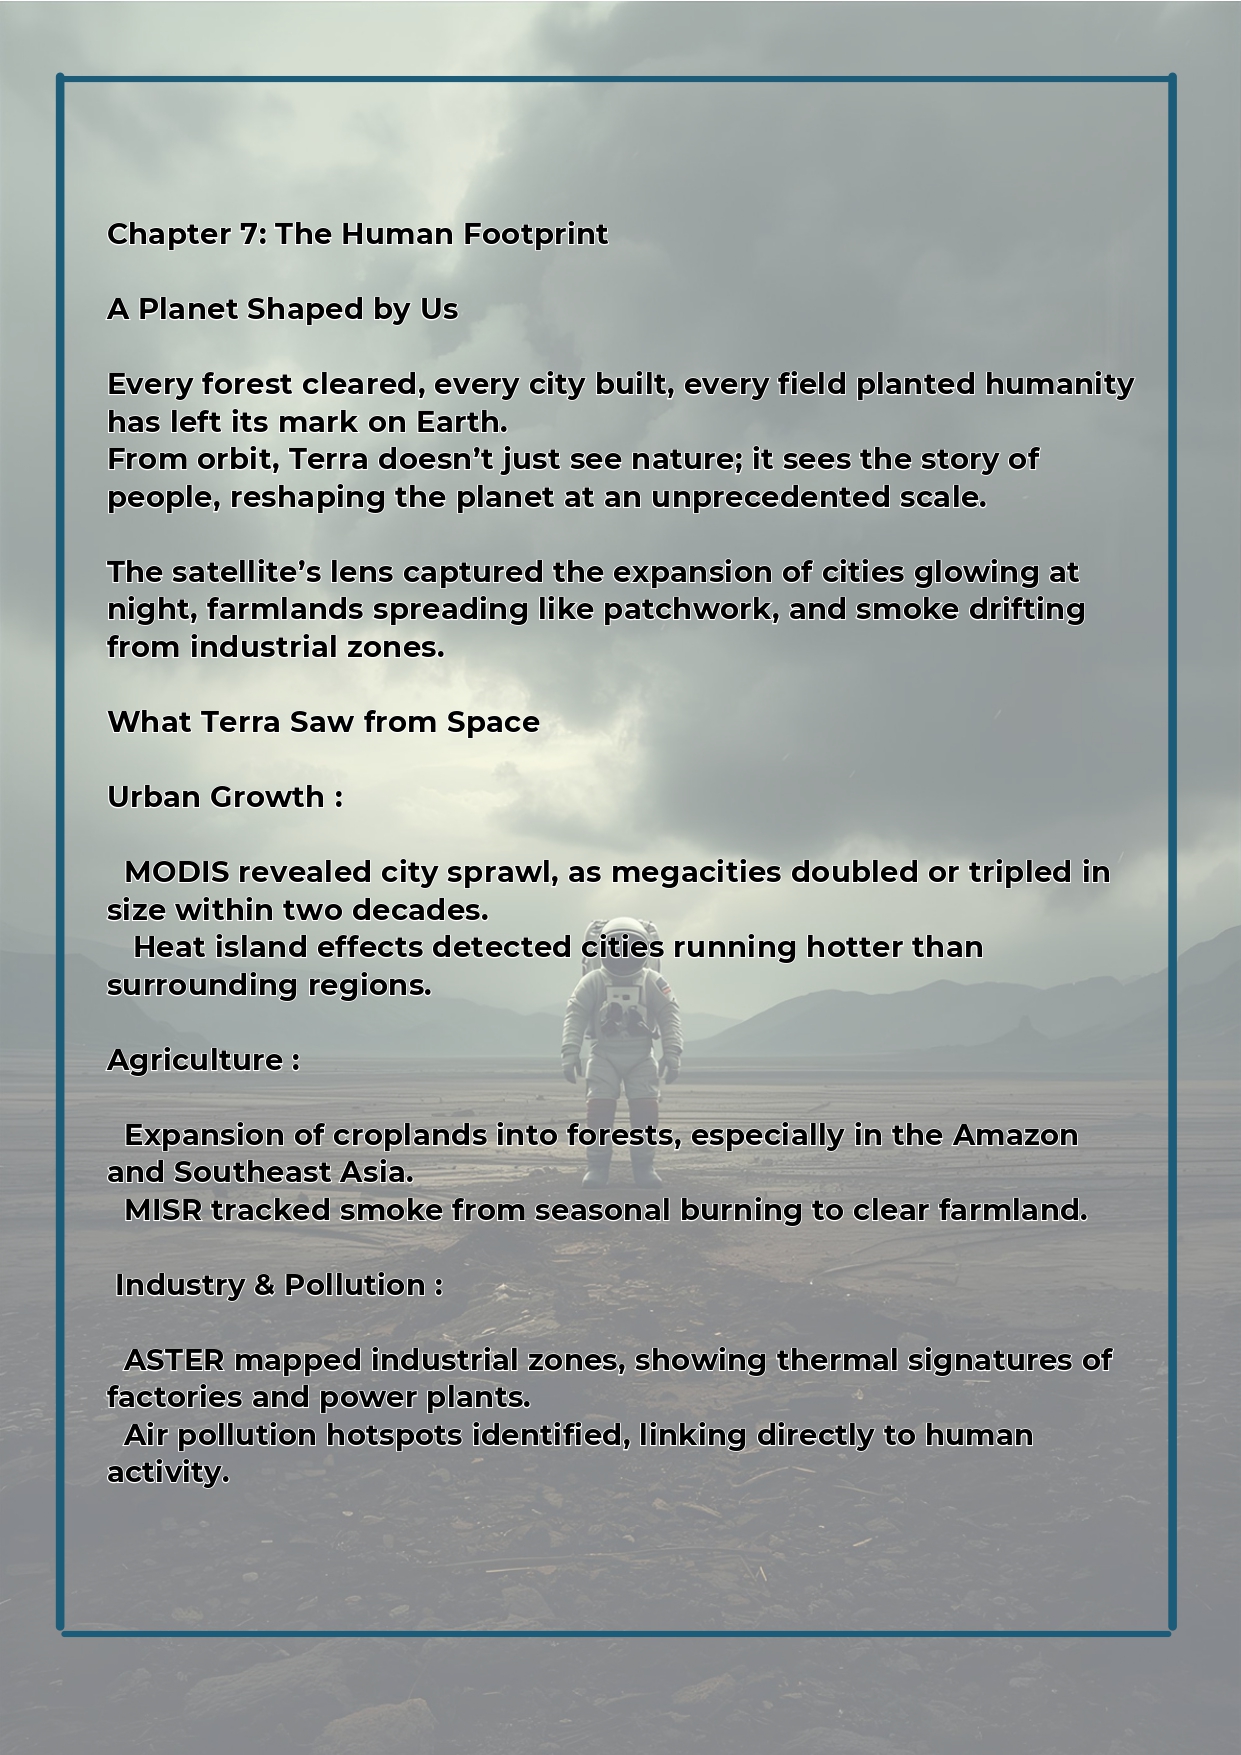 Chapter 7: The Human Footprint
A Planet Shaped by Us
Every forest cleared, every city built, every field planted humanity
has left its mark on Earth.
From orbit, Terra doesn’t just see nature; it sees the story of
people, reshaping the planet at an unprecedented scale.
The satellite’s lens captured the expansion of cities glowing at
night, farmlands spreading like patchwork, and smoke drifting
from industrial zones.
What Terra Saw from Space
Urban Growth :
MODIS revealed city sprawl, as megacities doubled or tripled in
size within two decades.
Heat island effects detected cities running hotter than
surrounding regions.
Agriculture :
Expansion of croplands into forests, especially in the Amazon
and Southeast Asia.
MISR tracked smoke from seasonal burning to clear farmland.
Industry & Pollution :
ASTER mapped industrial zones, showing thermal signatures of
factories and power plants.
Air pollution hotspots identified, linking directly to human
activity.